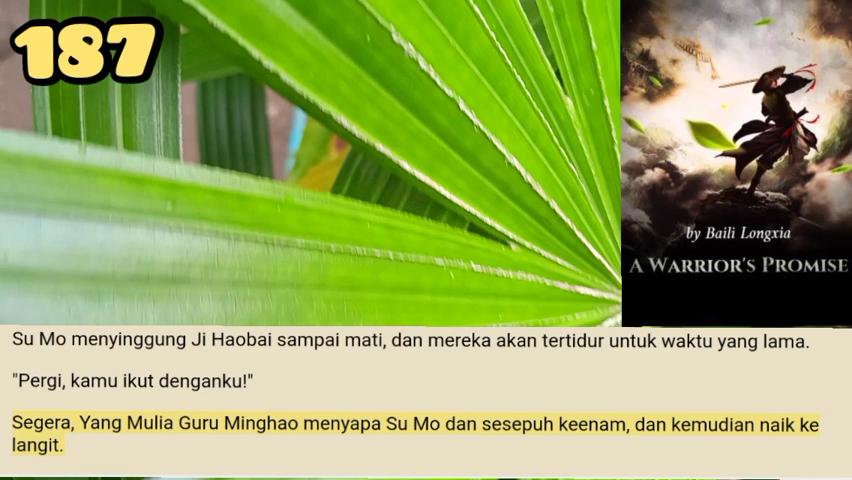 187
by Baili Longxia
A WARRIOR'S PROMISE
Su Mo menyinggung Ji Haobai sampai mati, dan mereka akan tertidur untuk waktu yang lama.
"Pergi, kamu ikut denganku!"
Segera, Yang Mulia Guru Minghao menyapa Su Mo dan sesepuh keenam, dan kemudian naik ke
langit.